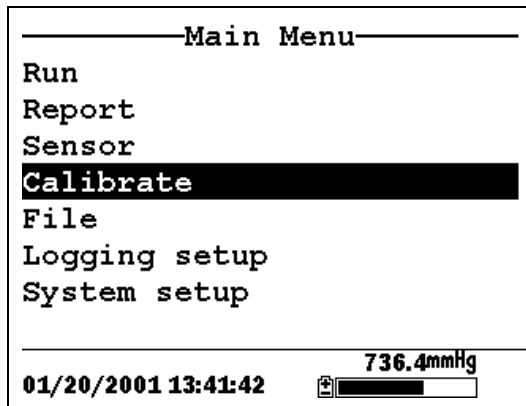 Main Menu
Run
Report
Sensor
Calibrate
File
Logging setup
System setup
736.4mmHg
01/20/2001 13:41:42